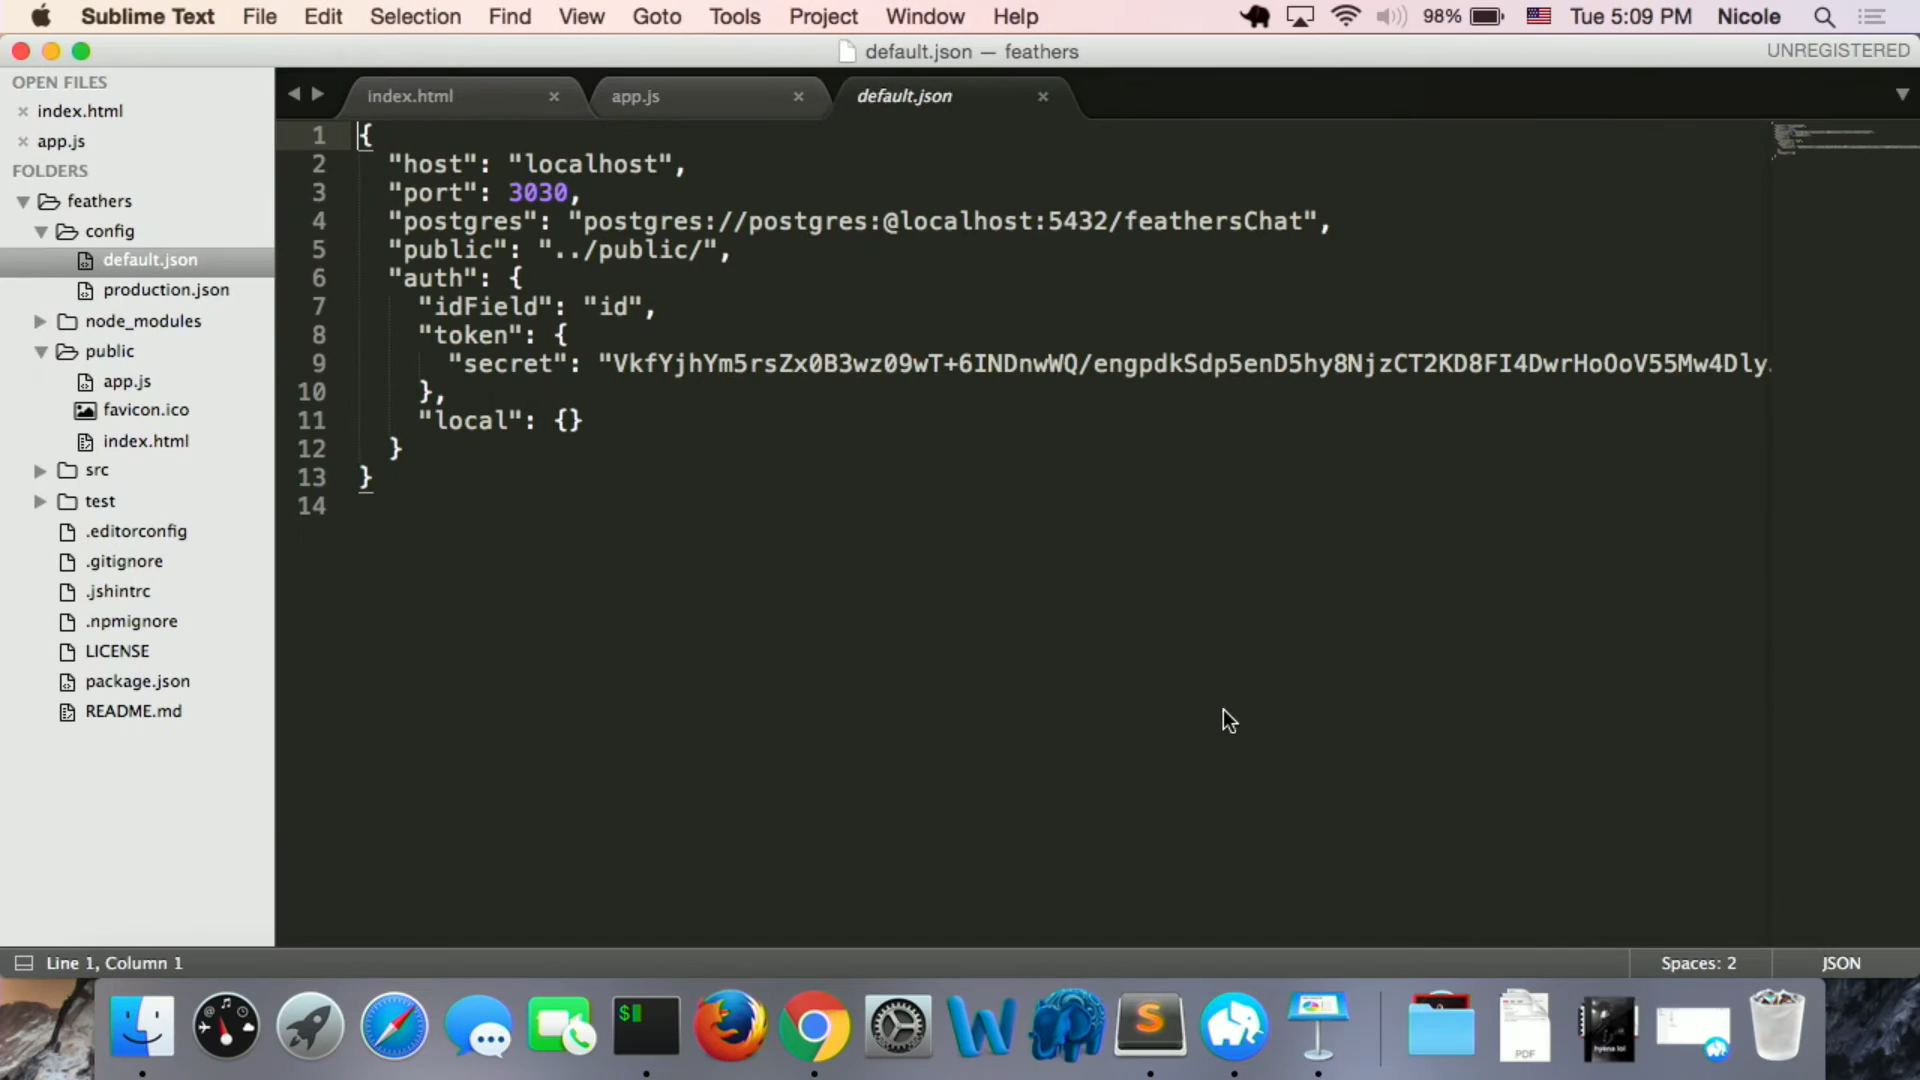 Sublime Text File Edit Selection Find View Goto Tools Project Window Help 98% Tue 5:09 PM Nicole
default.json — feathers UNREGISTERED
OPEN FILES
index.html
app.js
FOLDERS
feathers
config
default.json
production.json
node_modules
public
app.js
favicon.ico
index.html
src
test
.editorconfig
.gitignore
.jshintrc
.npmignore
LICENSE
package.json
README.md
index.html app.js default.json
1 {
2 "host": "localhost",
3 "port": 3030,
4 "postgres": "postgres://postgres:@localhost:5432/feathersChat",
5 "public": "../public/",
6 "auth": {
7 "idField": "id",
8 "token": {
9 "secret": "VkfYjhYm5rsZx0B3wz09wT+6INDnwWQ/engpdkSdp5enD5hy8NjzCT2KD8FI4DwrHoOoV55Mw4Dly
10 },
11 "local": {}
12 }
13 }
14
Line 1, Column 1 Spaces: 2 JSON
$
W
S
PDF
hykna lol